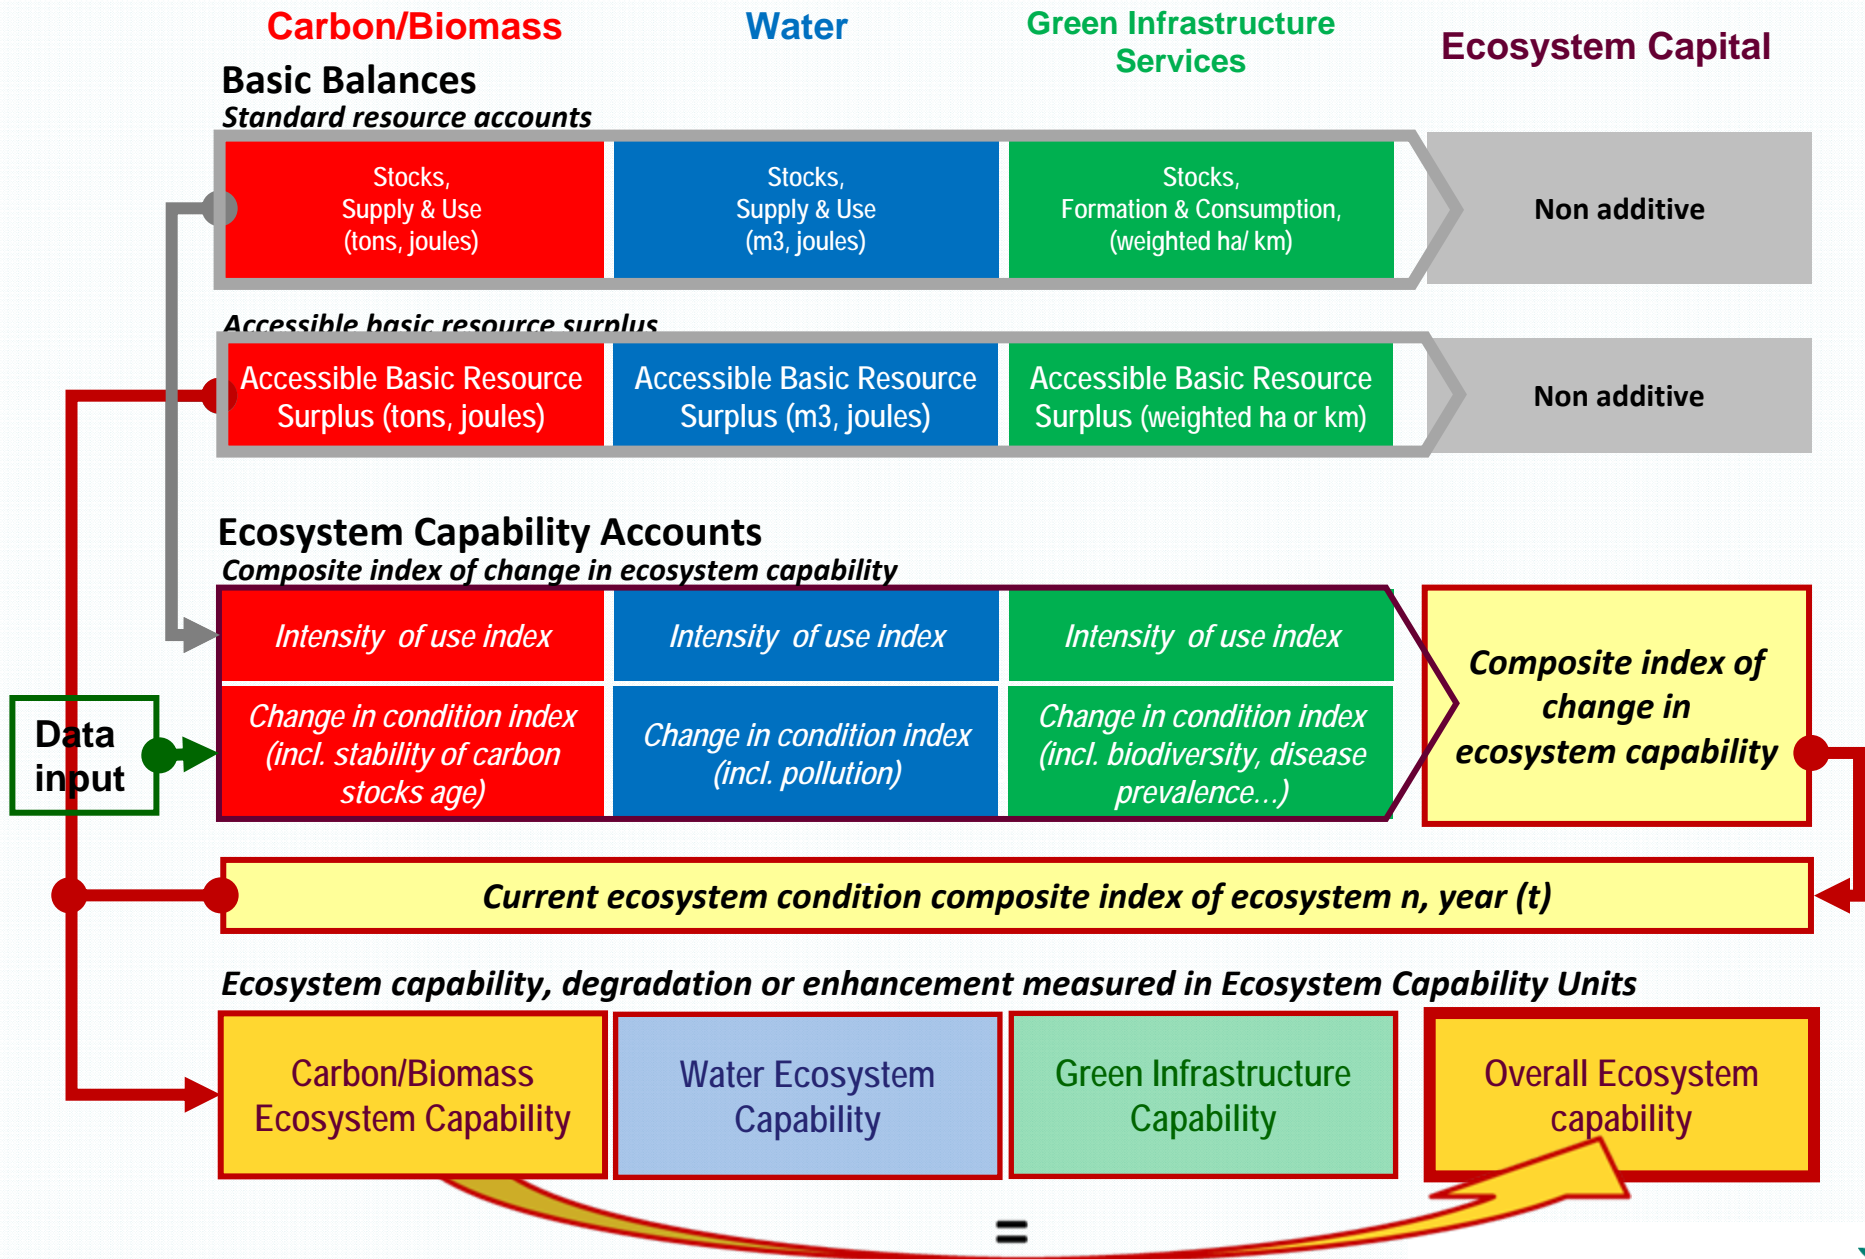 Carbon/Biomass
Water
Green Infrastructure
Services
Ecosystem Capital
Basic Balances
Standard resource accounts
Stocks,
Supply & Use
(tons, joules)
Stocks,
Supply & Use
(m3, joules)
Stocks,
Formation & Consumption,
(weighted ha/ km)
Non additive
Accessible basic resource surplus
Accessible Basic Resource
Surplus (tons, joules)
Accessible Basic Resource
Surplus (m3, joules)
Accessible Basic Resource
Surplus (weighted ha or km)
Non additive
Ecosystem Capability Accounts
Composite index of change in ecosystem capability
Intensity of use index
Intensity of use index
Intensity of use index
Composite index of
change in
ecosystem capability
Data
input
Change in condition index
(incl. stability of carbon
stocks age)
Change in condition index
(incl. pollution)
Change in condition index
(incl. biodiversity, disease
prevalence...)
Current ecosystem condition composite index of ecosystem n, year (t)
Ecosystem capability, degradation or enhancement measured in Ecosystem Capability Units
Carbon/Biomass
Ecosystem Capability
Water Ecosystem
Capability
Green Infrastructure
Capability
Overall Ecosystem
capability
=